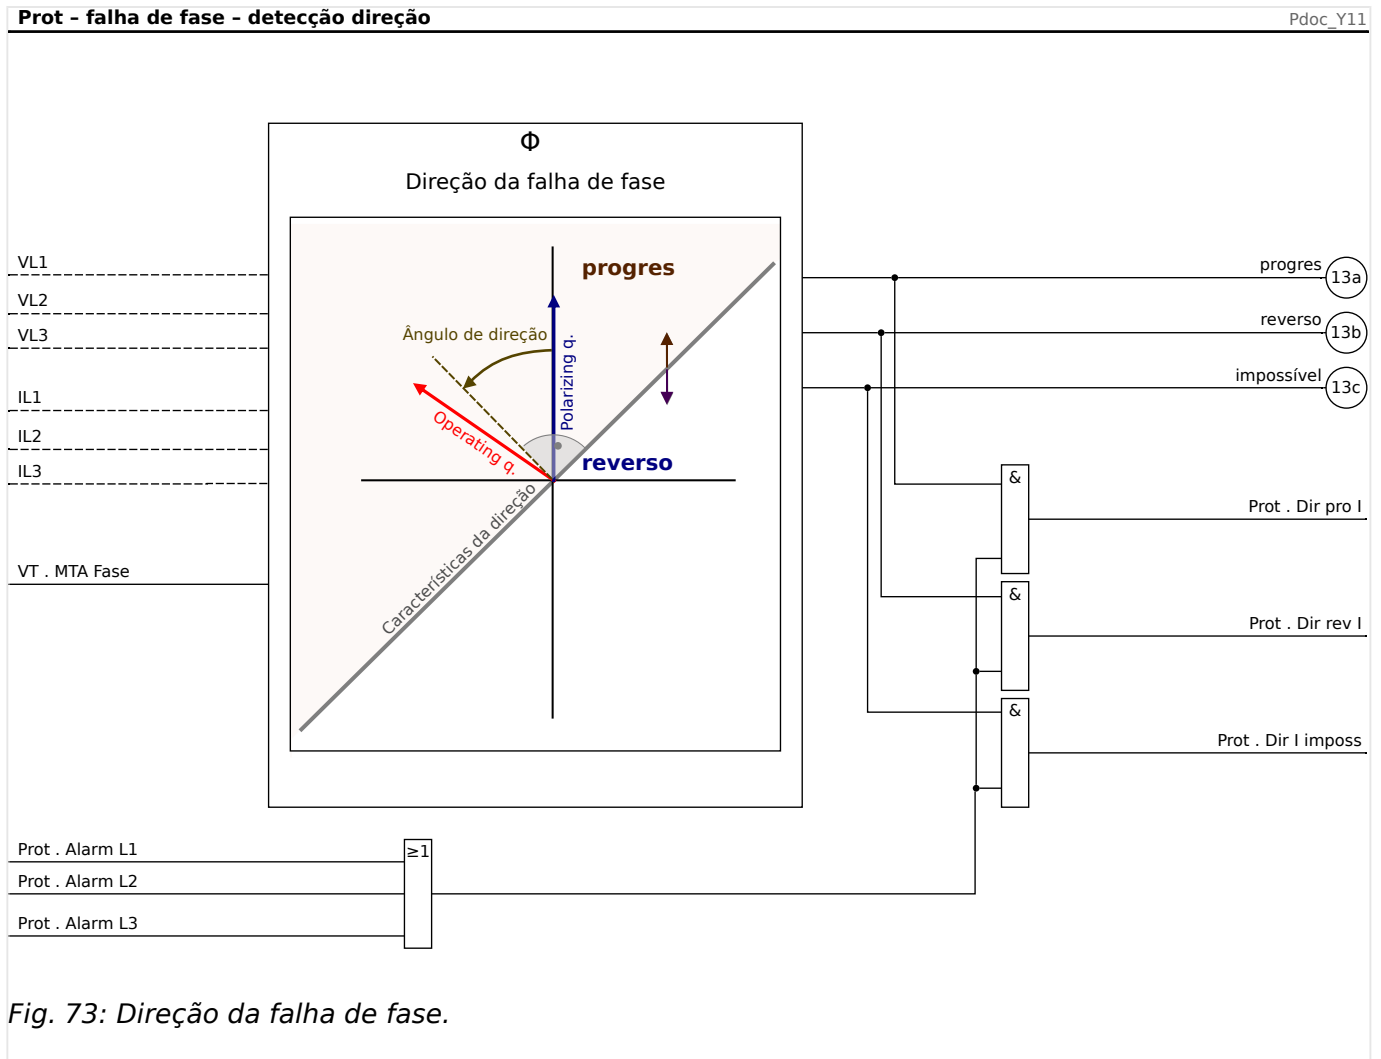 Prot – falha de fase – detecção direção
Pdoc_Y11
Φ
Direção da falha de fase
VL1
VL2
VL3
IL1
IL2
IL3
VT . MTA Fase
progres
Ângulo de direção
Polarizing q.
Operating q.
reverso
Características da direção
progres
13a
reverso
13b
impossível
13c
&
Prot . Dir pro I
&
Prot . Dir rev I
&
Prot . Dir I imposs
Prot . Alarm L1
Prot . Alarm L2
Prot . Alarm L3
≥1
Fig. 73: Direção da falha de fase.